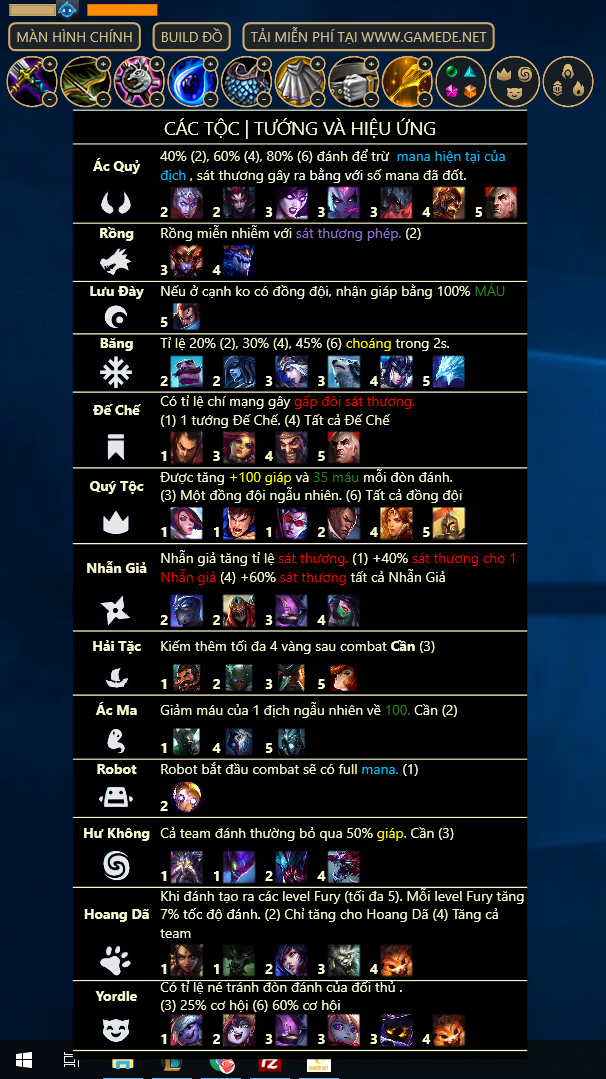 MÀN HÌNH CHÍNH
BUILD ĐỒ
TẢI MIỄN PHÍ TẠI WWW.GAMEDE.NET
CÁC TỘC | TƯỚNG VÀ HIỆU ỨNG
Ác Quỷ
40% (2), 60% (4), 80% (6) đánh để trừ mana hiện tại của
địch , sát thương gây ra bằng với số mana đã đốt.
2 2 3 3 3 4 5
Rồng
Rồng miễn nhiễm với sát thương phép. (2)
3 4
Lưu Đày
Nếu ở cạnh ko có đồng đội, nhận giáp bằng 100% MÁU
5
Băng
Tỉ lệ 20% (2), 30% (4), 45% (6) choáng trong 2s.
2 2 3 3 4 5
Đế Chế
Có tỉ lệ chí mạng gây gấp đôi sát thương.
(1) 1 tướng Đế Chế. (4) Tất cả Đế Chế
1 3 4 5
Quý Tộc
Được tăng +100 giáp và 35 máu mỗi đòn đánh.
(3) Một đồng đội ngẫu nhiên. (6) Tất cả đồng đội
1 1 1 2 4 5
Nhẫn Giả
Nhẫn giả tăng tỉ lệ sát thương. (1) +40% sát thương cho 1
Nhẫn giả (4) +60% sát thương tất cả Nhẫn Giả
2 2 3 4
Hải Tặc
Kiếm thêm tối đa 4 vàng sau combat Cần (3)
1 2 3 5
Ác Ma
Giảm máu của 1 địch ngẫu nhiên về 100. Cần (2)
1 4 5
Robot
Robot bắt đầu combat sẽ có full mana. (1)
2
Hư Không
Cả team đánh thường bỏ qua 50% giáp. Cần (3)
1 1 2 4
Hoang Dã
Khi đánh tạo ra các level Fury (tối đa 5). Mỗi level Fury tăng
7% tốc độ đánh. (2) Chỉ tăng cho Hoang Dã (4) Tăng cả
team
1 1 2 3 4
Yordle
Có tỉ lệ né tránh đòn đánh của đối thủ .
(3) 25% cơ hội (6) 60% cơ hội
1 2 3 3 3 4